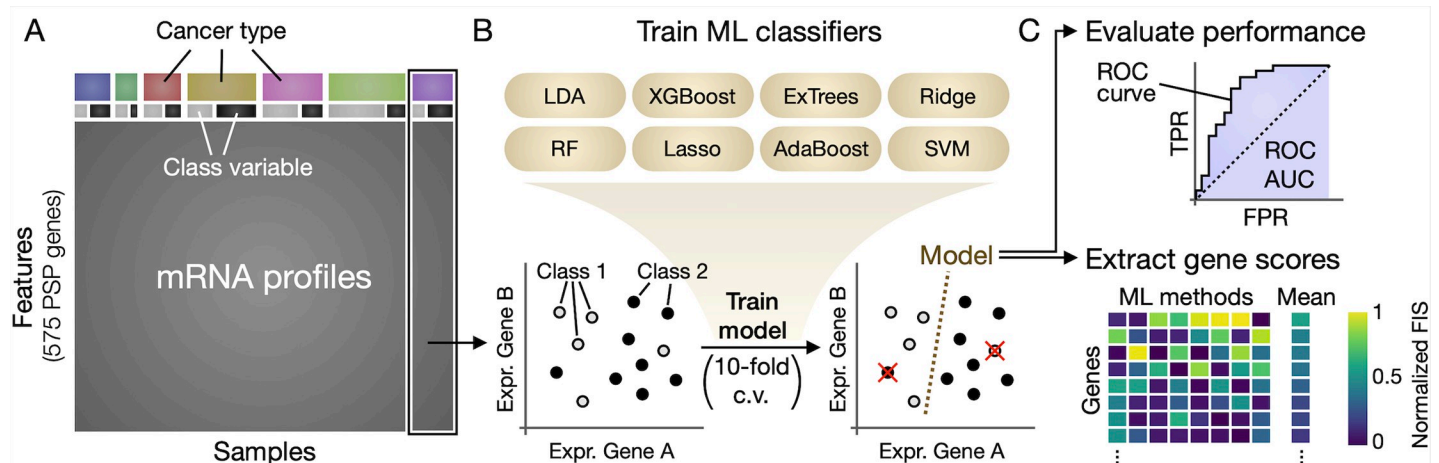 A
Cancer type
Class variable
mRNA profiles
Features
(575 PSP genes)
Samples
B
Train ML classifiers
LDA
XGBoost
ExTrees
Ridge
RF
Lasso
AdaBoost
SVM
Class 1
Class 2
Expr. Gene B
Expr. Gene A
Train
model
(10-fold
c.v.)
Model
Expr. Gene B
Expr. Gene A
C
Evaluate performance
ROC
curve
TPR
ROC
AUC
FPR
Extract gene scores
ML methods
Mean
Genes
1
0.5
0
Normalized FIS
...
...